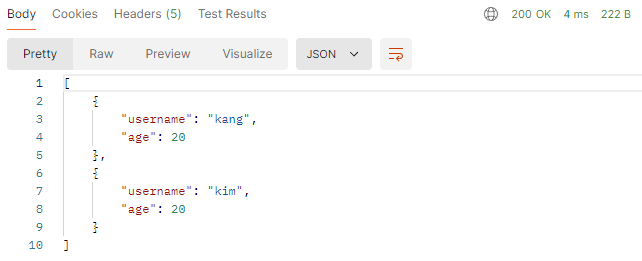 Body Cookies Headers (5) Test Results 200 OK 4 ms 222 B
Pretty Raw Preview Visualize JSON
1 [
2 {
3 "username": "kang",
4 "age": 20
5 },
6 {
7 "username": "kim",
8 "age": 20
9 }
10 ]